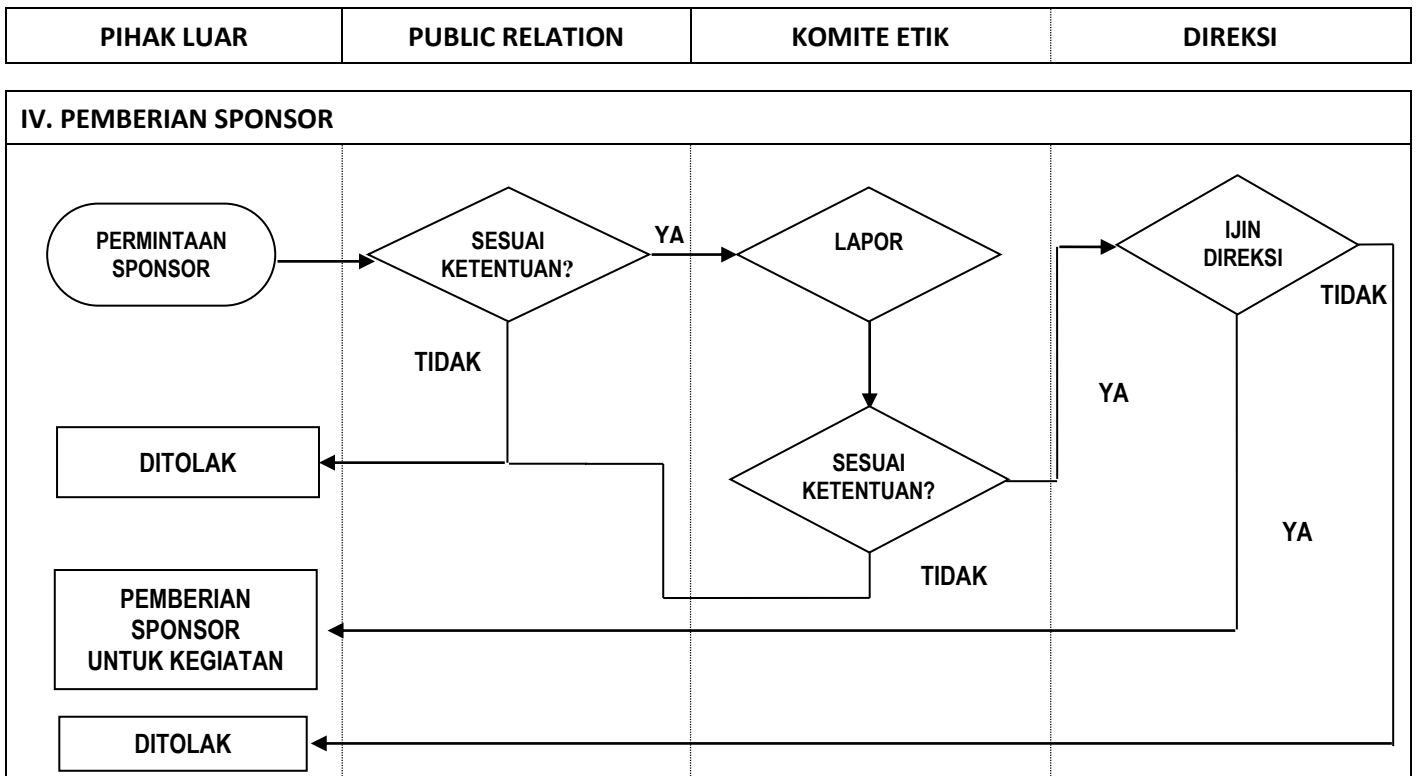 PIHAK LUAR
PUBLIC RELATION
KOMITE ETIK
DIREKSI
IV. PEMBERIAN SPONSOR
PERMINTAAN
SPONSOR
SESUAI
KETENTUAN?
YA
LAPOR
IJIN
DIREKSI
TIDAK
TIDAK
YA
DITOLAK
SESUAI
KETENTUAN?
YA
TIDAK
PEMBERIAN
SPONSOR
UNTUK KEGIATAN
DITOLAK